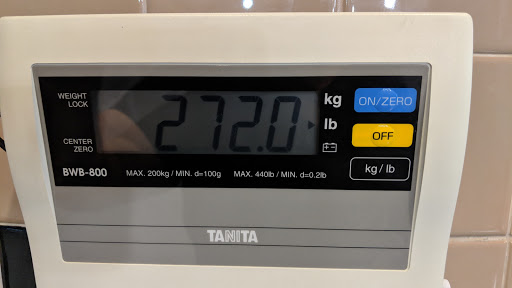 WEIGHT
LOCK
272.0
kg
lb
CENTER
ZERO
ON/ZERO
OFF
kg / lb
BWB-800 MAX. 200kg / MIN. d=100g MAX. 440lb / MIN. d=0.2lb
TANITA